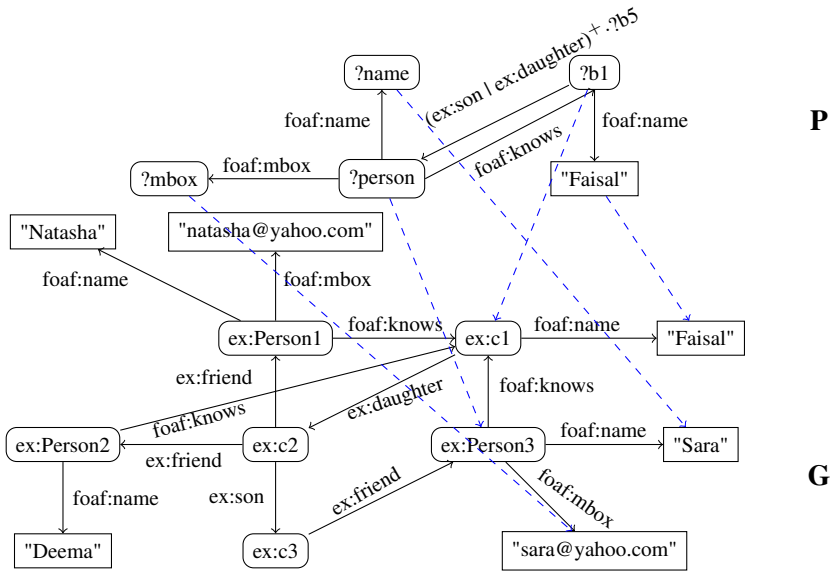 (ex:son | ex:daughter)⁺·?b5
?name
?b1
foaf:name
foaf:knows
foaf:name
P
foaf:mbox
?mbox
?person
"Faisal"
"Natasha"
"natasha@yahoo.com"
foaf:name
foaf:mbox
ex:Person1
foaf:knows
ex:c1
foaf:name
"Faisal"
ex:friend
ex:daughter
foaf:knows
foaf:knows
ex:Person2
ex:friend
ex:c2
ex:Person3
foaf:name
"Sara"
foaf:name
ex:son
ex:friend
foaf:mbox
G
"Deema"
ex:c3
"sara@yahoo.com"